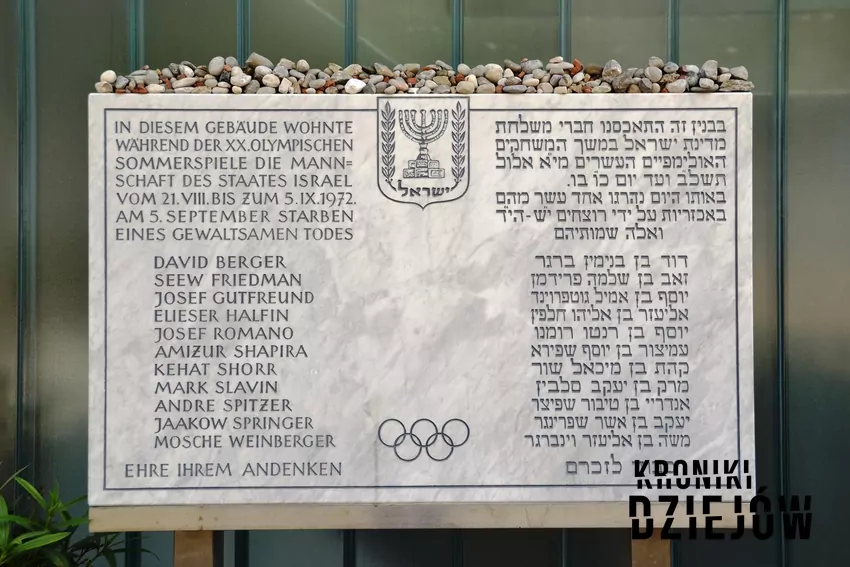 IN DIESEM GEBÄUDE WOHNTE
WÄHREND DER XX. OLYMPISCHEN
SOMMERSPIELE DIE MANN=
SCHAFT DES STAATES ISRAEL
VOM 21.VIII. BIS ZUM 5.IX.1972.
AM 5. SEPTEMBER STARBEN
EINES GEWALTSAMEN TODES
DAVID BERGER
SEEW FRIEDMAN
JOSEF GUTFREUND
ELIESER HALFIN
JOSEF ROMANO
AMIZUR SHAPIRA
KEHAT SHORR
MARK SLAVIN
ANDRE SPITZER
JAAKOW SPRINGER
MOSCHE WEINBERGER
EHRE IHREM ANDENKEN
ישראל
בבנין זה התאכסנו חברי משלחת
מדינת ישראל במשך המשחקים
האולימפיים העשרים מי״א אלול
תשל״ב ועד יום כ״ו בו.
באותו היום נהרגו אחד עשר מהם
באכזריות על ידי רוצחים יש-הי״ד
ואלה שמותיהם
דוד בן בנימין ברגר
זאב בן שלמה פרידמן
יוסף בן אמיל גוטפרוינד
אליעזר בן אליהו חלפין
יוסף בן רנטו רומנו
עמיצור בן יוסף שפירא
קהת בן מיכאל שור
מרק בן יעקב סלבין
אנדריי בן טיבור שפיצר
יעקב בן אשר שפרינגר
משה בן אליעזר וינברגר
לזכרם
KRONIKI
DZIEJÓW